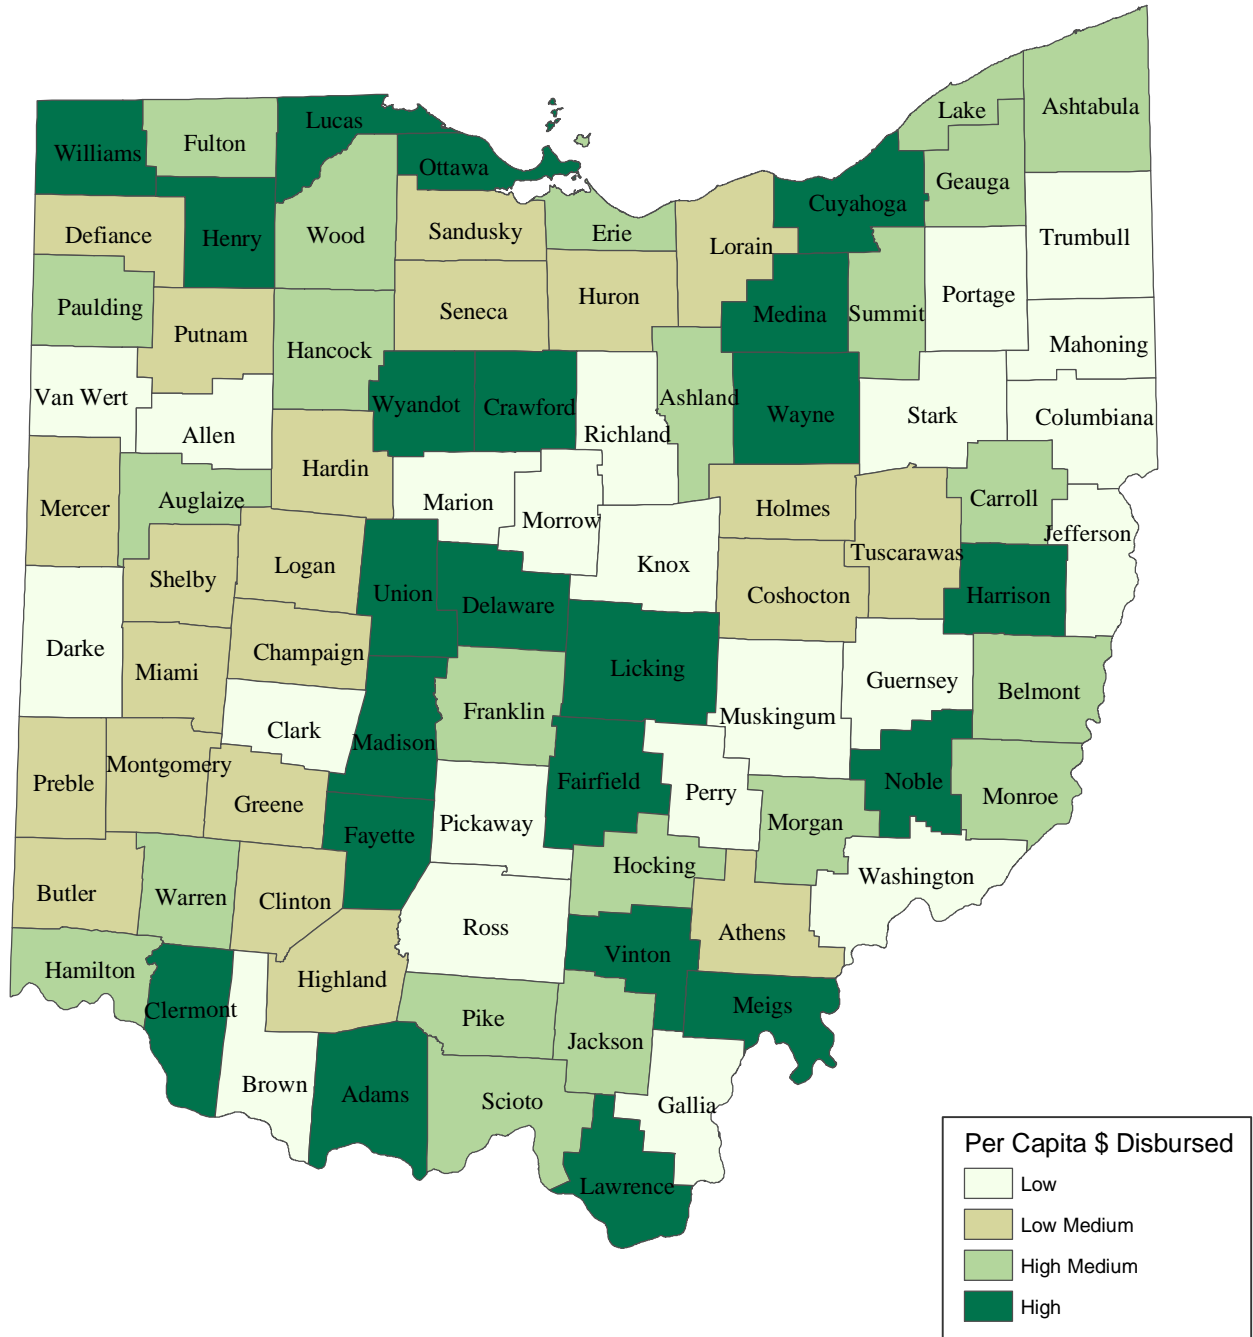 Ashtabula
Lake
Lucas
Fulton
Williams
Ottawa
Geauga
Cuyahoga
Sandusky
Erie
Wood
Defiance
Henry
Lorain
Trumbull
Portage
Huron
Paulding
Seneca
Medina
Summit
Putnam
Mahoning
Hancock
Van Wert
Wyandot
Crawford
Ashland
Wayne
Stark
Columbiana
Allen
Richland
Hardin
Auglaize
Marion
Carroll
Mercer
Holmes
Morrow
Jefferson
Tuscarawas
Logan
Knox
Shelby
Union
Delaware
Coshocton
Harrison
Darke
Champaign
Miami
Licking
Guernsey
Belmont
Franklin
Muskingum
Clark
Madison
Montgomery
Preble
Fairfield
Noble
Perry
Monroe
Greene
Pickaway
Morgan
Fayette
Hocking
Washington
Butler
Warren
Clinton
Ross
Athens
Vinton
Hamilton
Highland
Clermont
Meigs
Pike
Jackson
Brown
Adams
Scioto
Gallia
Lawrence
Per Capita $ Disbursed
Low
Low Medium
High Medium
High